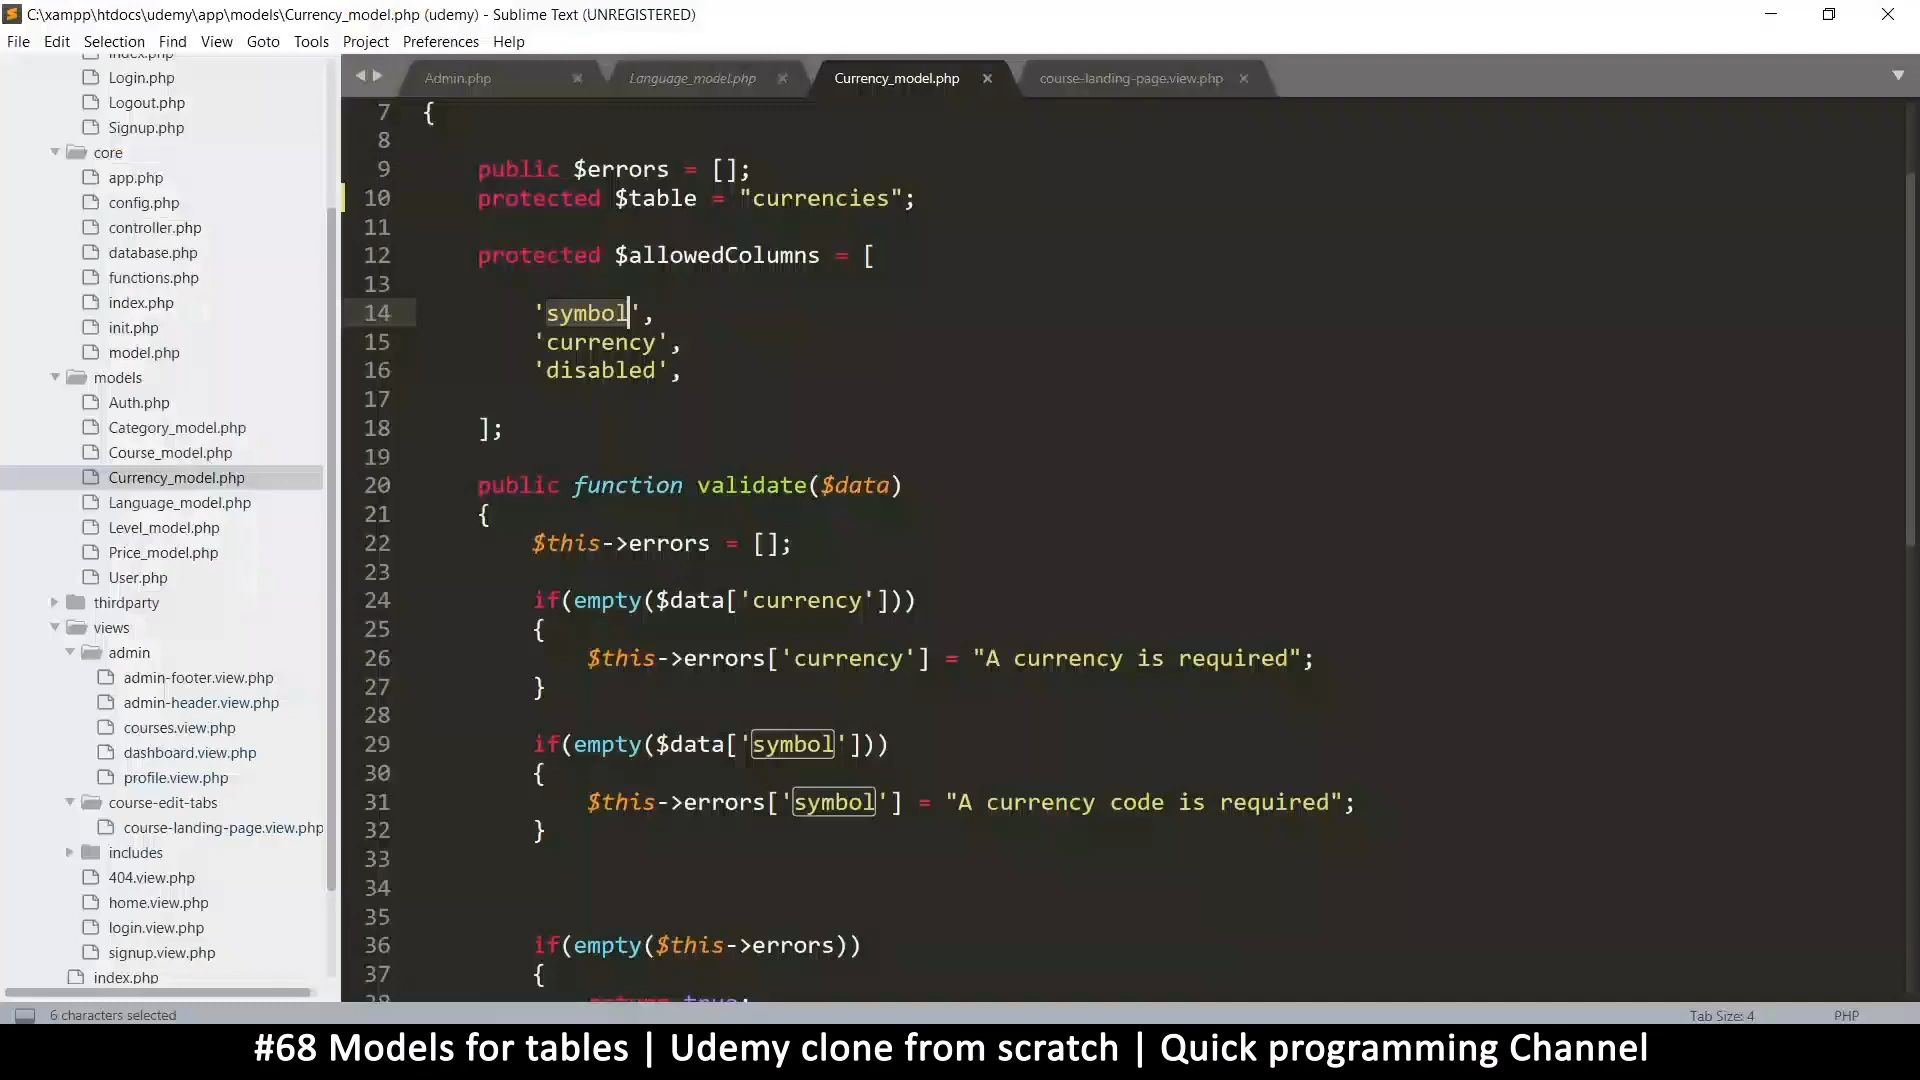 C:\xampp\htdocs\udemy\app\models\Currency_model.php (udemy) - Sublime Text (UNREGISTERED)
File Edit Selection Find View Goto Tools Project Preferences Help
index.php
Login.php
Logout.php
Signup.php
core
app.php
config.php
controller.php
database.php
functions.php
index.php
init.php
model.php
models
Auth.php
Category_model.php
Course_model.php
Currency_model.php
Language_model.php
Level_model.php
Price_model.php
User.php
thirdparty
views
admin
admin-footer.view.php
admin-header.view.php
courses.view.php
dashboard.view.php
profile.view.php
course-edit-tabs
course-landing-page.view.php
includes
404.view.php
home.view.php
login.view.php
signup.view.php
index.php
Admin.php Language_model.php Currency_model.php course-landing-page.view.php
7 {
8
9 public $errors = [];
10 protected $table = "currencies";
11
12 protected $allowedColumns = [
13
14 'symbol',
15 'currency',
16 'disabled',
17
18 ];
19
20 public function validate($data)
21 {
22 $this->errors = [];
23
24 if(empty($data['currency']))
25 {
26 $this->errors['currency'] = "A currency is required";
27 }
28
29 if(empty($data['symbol']))
30 {
31 $this->errors['symbol'] = "A currency code is required";
32 }
33
34
35
36 if(empty($this->errors))
37 {
38 return true;
6 characters selected Tab Size: 4 PHP
#68 Models for tables | Udemy clone from scratch | Quick programming Channel